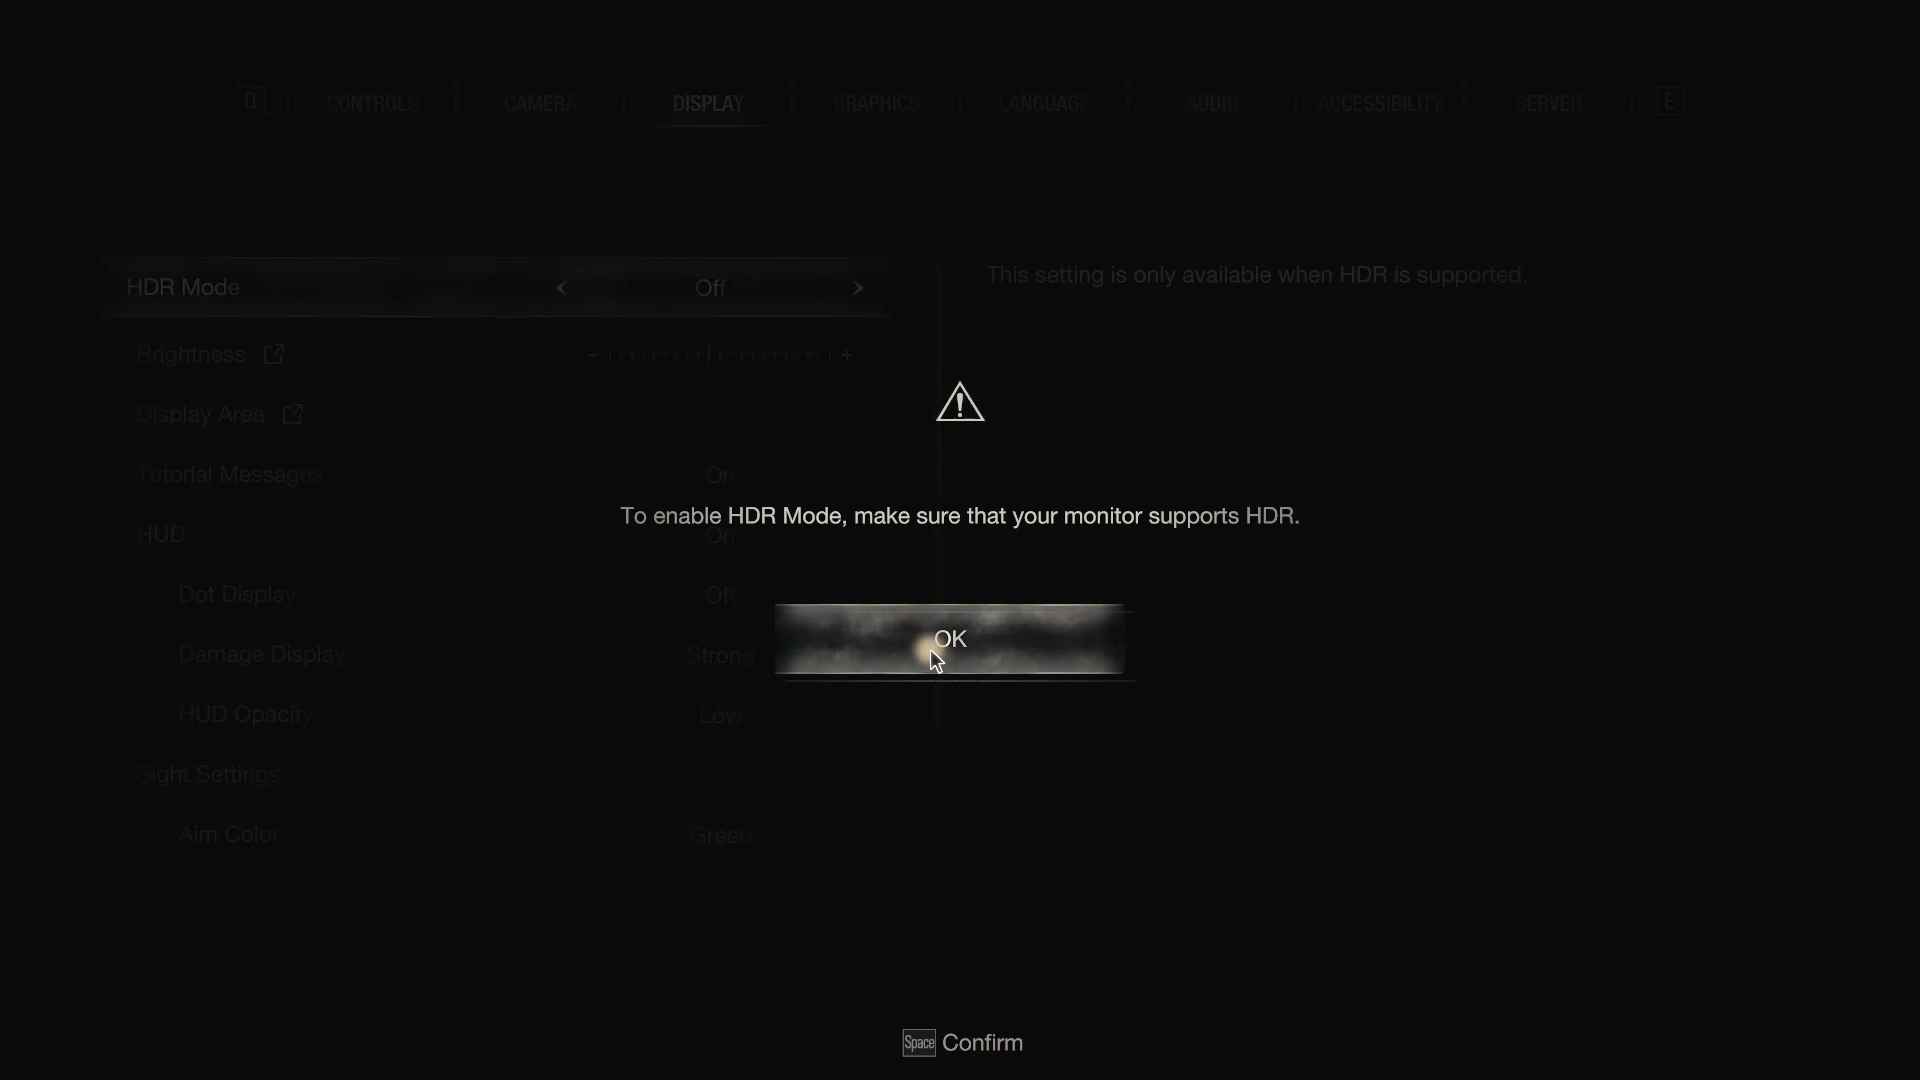 Q CONTROLS CAMERA DISPLAY GRAPHICS LANGUAGE AUDIO ACCESSIBILITY SERVER E
HDR Mode < Off >
This setting is only available when HDR is supported.
Brightness - +
Display Area
Tutorial Messages On
To enable HDR Mode, make sure that your monitor supports HDR.
HUD On
Dot Display Off
OK
Damage Display Strong
HUD Opacity Low
Sight Settings
Aim Color Green
Space Confirm